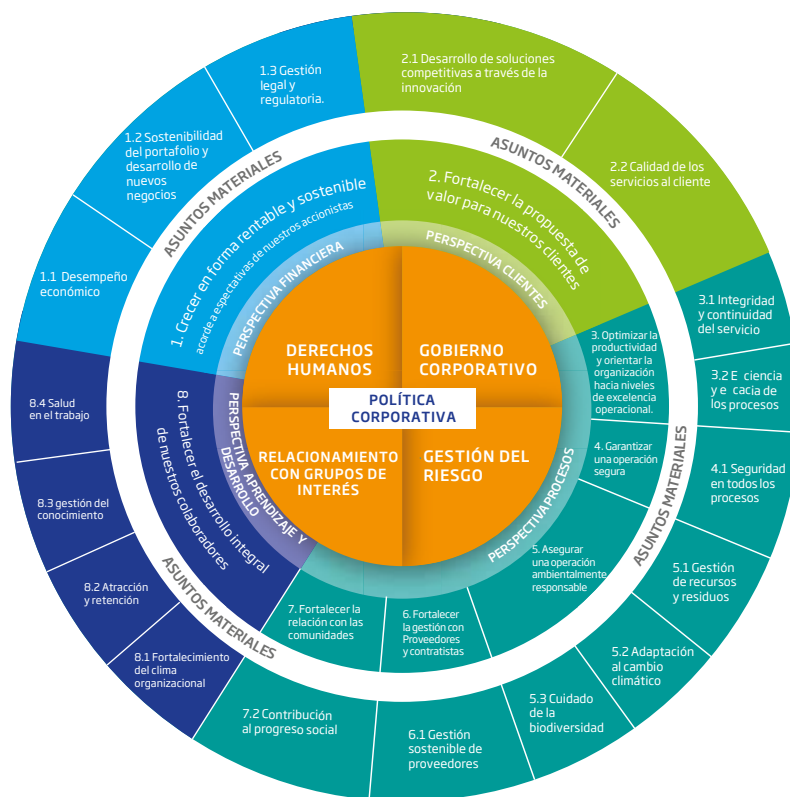 1.1 Desempeño
económico
1.2 Sostenibilidad
del portafolio y
desarrollo de
nuevos
negocios
1.3 Gestión
legal y
regulatoria.
2.1 Desarrollo de soluciones
competitivas a través de la
innovación
2.2 Calidad de los
servicios al cliente
3.1 Integridad
y continuidad
del servicio
3.2 E ciencia
y e cacia de
los procesos
4.1 Seguridad
en todos los
procesos
5.1 Gestión
de recursos
y residuos
5.2 Adaptación
al cambio
climático
5.3 Cuidado
de la
biodiversidad
6.1 Gestión
sostenible de
proveedores
7.2 Contribución
al progreso social
8.1 Fortalecimiento
del clima
organizacional
8.2 Atracción
y retención
8.3 gestión del
conocimiento
8.4 Salud
en el trabajo
ASUNTOS MATERIALES
ASUNTOS MATERIALES
ASUNTOS MATERIALES
ASUNTOS MATERIALES
1. Crecer en forma rentable y sostenible
acorde a espectativas de nuestros accionistas
2. Fortalecer la propuesta de
valor para nuestros clientes
3. Optimizar la
productividad
y orientar la
organización
hacia niveles
de excelencia
operacional.
4. Garantizar
una operación
segura
5. Asegurar
una operación
ambientalmente
responsable
6. Fortalecer
la gestión con
Proveedores
y contratistas
7. Fortalecer la
relación con las
comunidades
8. Fortalecer el desarrollo integral
de nuestros colaboradores
PERSPECTIVA FINANCIERA
PERSPECTIVA CLIENTES
PERSPECTIVA PROCESOS
PERSPECTIVA APRENDIZAJE Y
DESARROLLO
DERECHOS
HUMANOS
GOBIERNO
CORPORATIVO
POLÍTICA
CORPORATIVA
RELACIONAMIENTO
CON GRUPOS DE
INTERÉS
GESTIÓN DEL
RIESGO